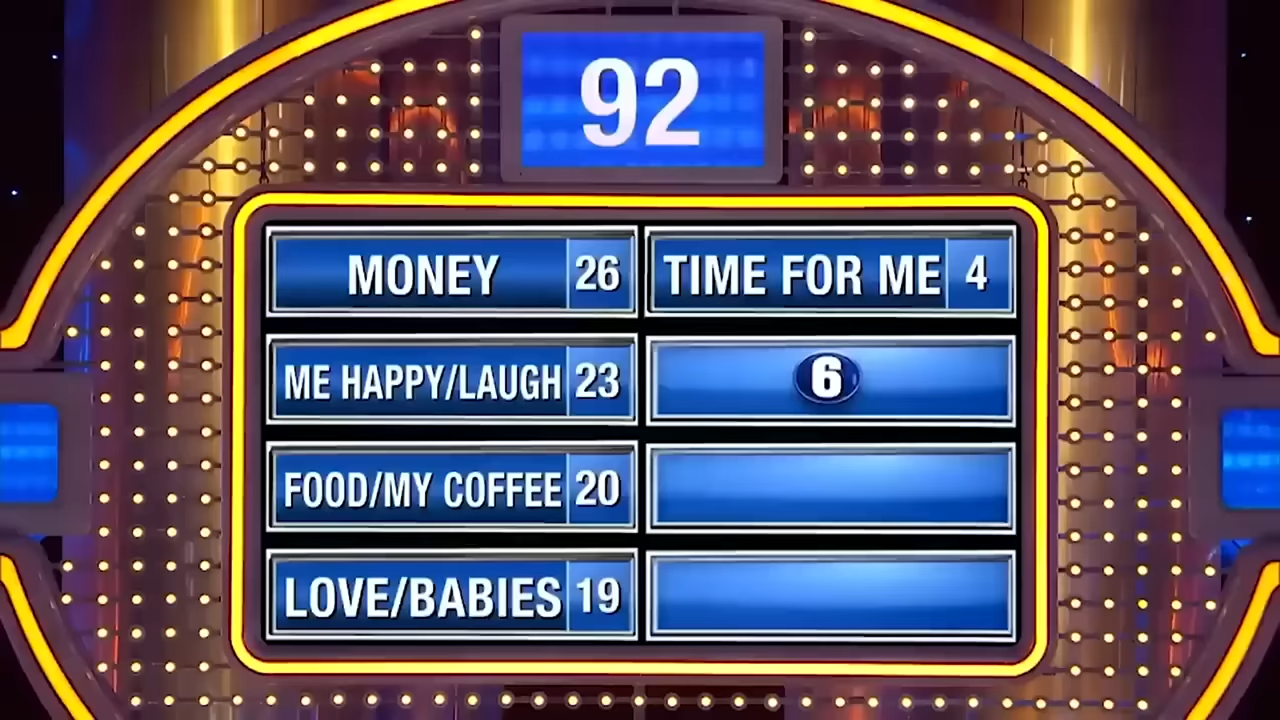 92
MONEY 26
ME HAPPY/LAUGH 23
FOOD/MY COFFEE 20
LOVE/BABIES 19
TIME FOR ME 4
6